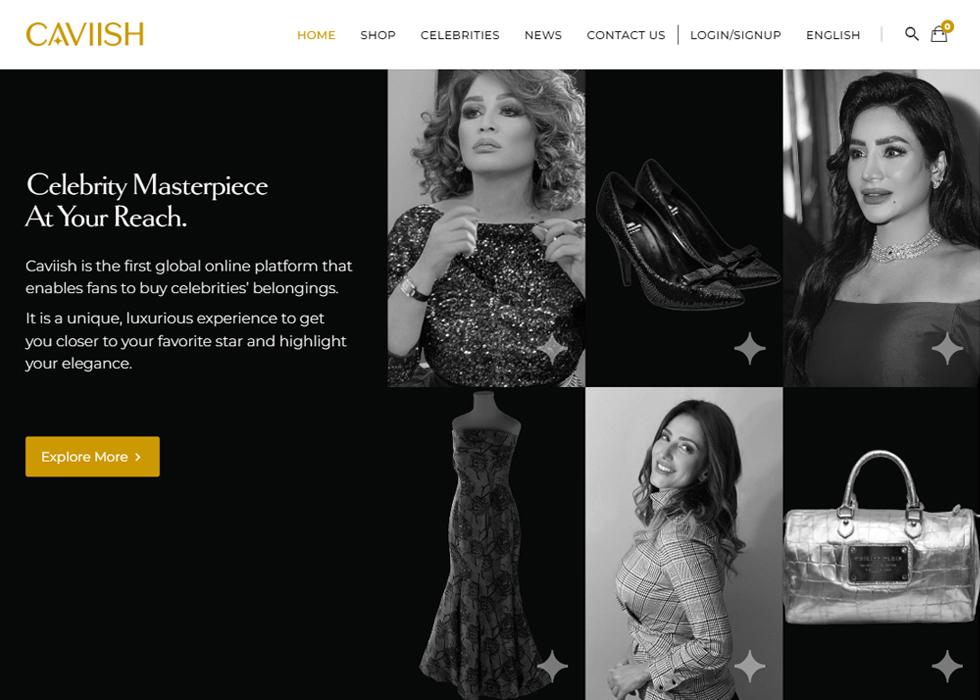 CAVIISH
HOME SHOP CELEBRITIES NEWS CONTACT US LOGIN/SIGNUP ENGLISH 0
Celebrity Masterpiece
At Your Reach.
Caviish is the first global online platform that
enables fans to buy celebrities’ belongings.
It is a unique, luxurious experience to get
you closer to your favorite star and highlight
your elegance.
Explore More
PHILIPP PLEIN